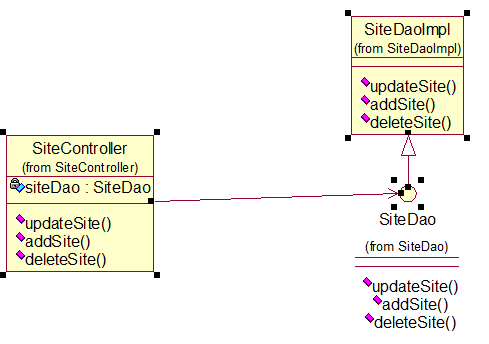 SiteDaoImpl
(from SiteDaoImpl)
updateSite()
addSite()
deleteSite()
SiteController
(from SiteController)
siteDao : SiteDao
updateSite()
addSite()
deleteSite()
SiteDao
(from SiteDao)
updateSite()
addSite()
deleteSite()